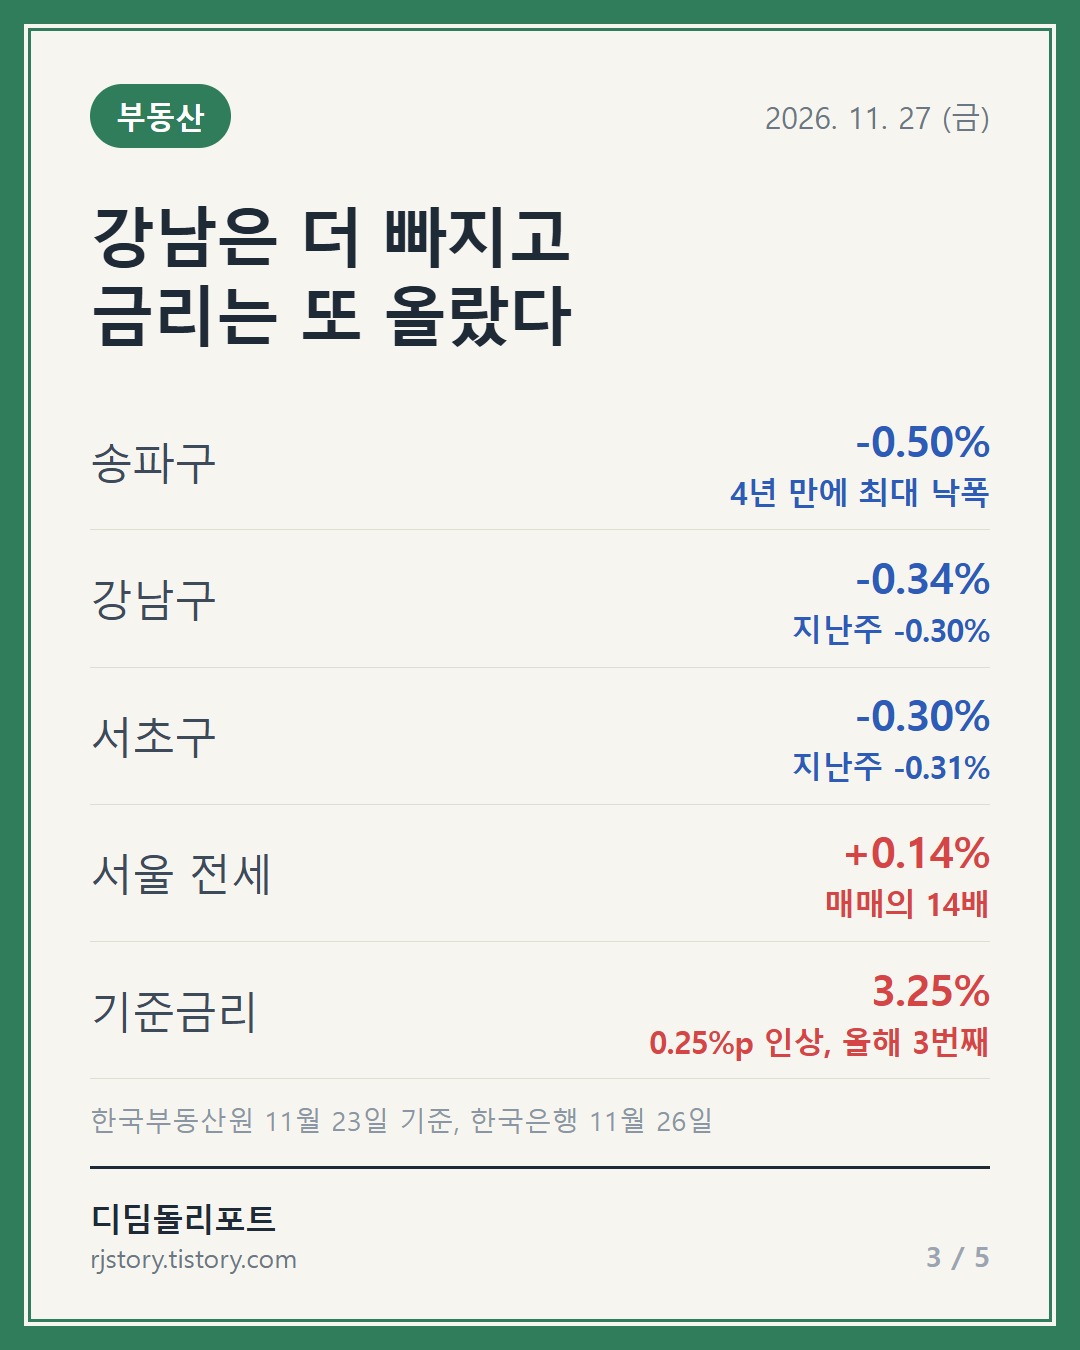 부동산
2026. 11. 27 (금)
강남은 더 빠지고
금리는 또 올랐다
송파구
-0.50%
4년 만에 최대 낙폭
강남구
-0.34%
지난주 -0.30%
서초구
-0.30%
지난주 -0.31%
서울 전세
+0.14%
매매의 14배
기준금리
3.25%
0.25%p 인상, 올해 3번째
한국부동산원 11월 23일 기준, 한국은행 11월 26일
디딤돌리포트
rjstory.tistory.com
3 / 5